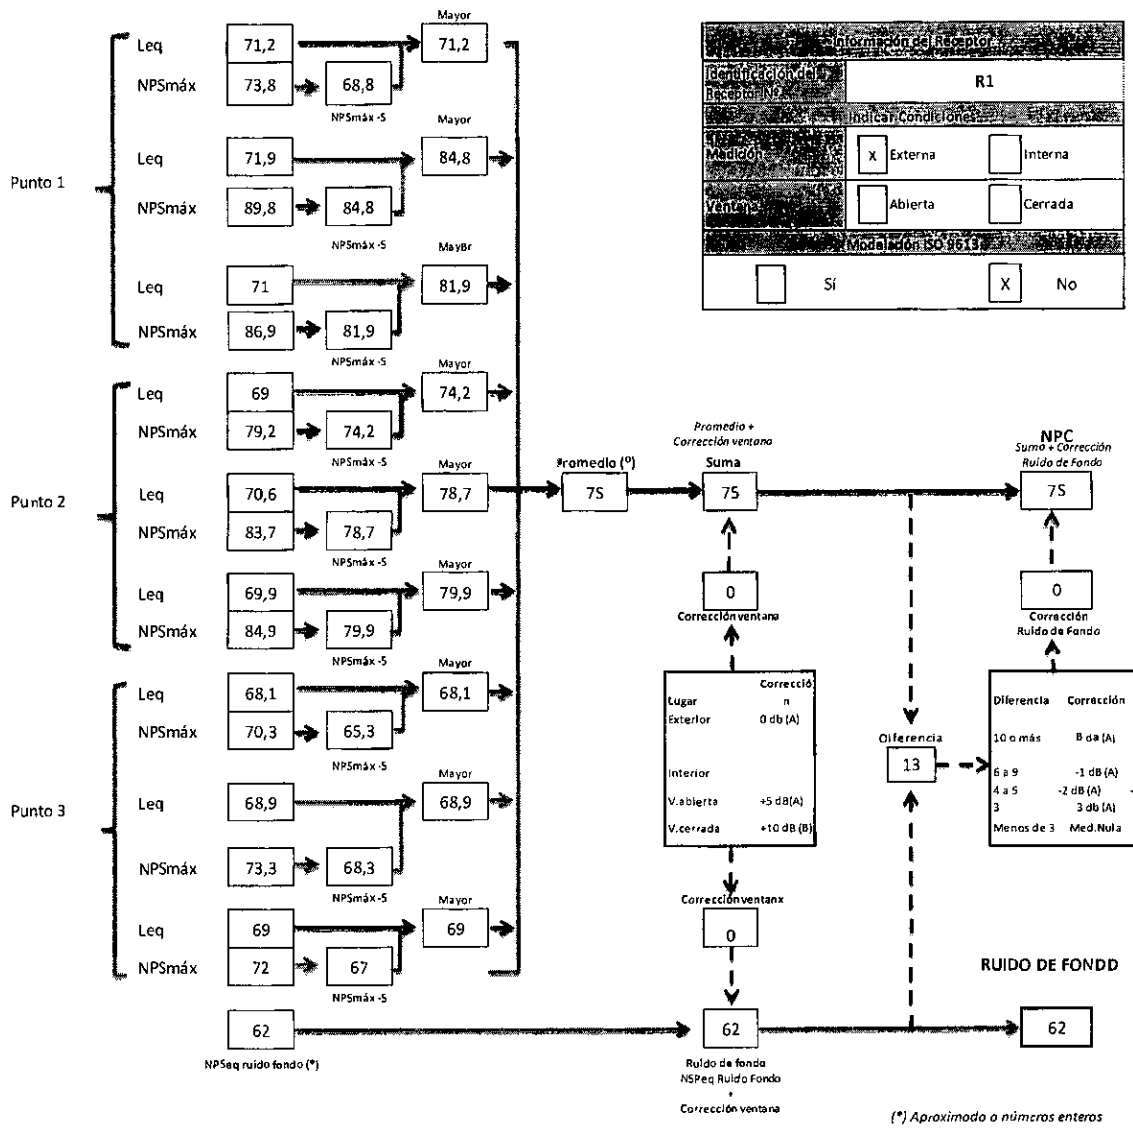 Mayor
Leq 71,2 71,2
NPSmáx 73,8 68,8
NPSmáx -5
Mayor
Leq 71,9 84,8
Punto 1
NPSmáx 89,8 84,8
NPSmáx -5
MayBr
Leq 71 81,9
NPSmáx 86,9 81,9
NPSmáx -5
Información del Receptor
Identificación del
Receptor Nº
R1
Indicar Condiciones
Medición X Externa Interna
Ventana Abierta Cerrada
Modelación ISO 9613
Sí X No
Mayor
Leq 69 74,2
NPSmáx 79,2 74,2
NPSmáx -5
Mayor
Leq 70,6 78,7
Punto 2
NPSmáx 83,7 78,7
NPSmáx -5
Mayor
Leq 69,9 79,9
NPSmáx 84,9 79,9
NPSmáx -5
Promedio +
Corrección ventana
Promedio (º) Suma
7S 7S
NPC
Sumo + Corrección
Ruido de Fondo
7S
0
Corrección ventana
0
Corrección
Ruido de Fondo
Mayor
Leq 68,1 68,1
NPSmáx 70,3 65,3
NPSmáx -5
Mayor
Leq 68,9 68,9
Punto 3
NPSmáx 73,3 68,3
NPSmáx -5
Mayor
Leq 69 69
NPSmáx 72 67
NPSmáx -5
Correcció
Lugar n
Exterior 0 db (A)
Interior
V.abierta +5 dB(A)
V.cerrada +10 dB (B)
Diferencia
13
Diferencia Corrección
10 o más B da (A)
6 a 9 -1 dB (A)
4 a 5 -2 dB (A) -
3 3 db (A)
Menos de 3 Med.Nula
Corrección ventanx
0
RUIDO DE FONDD
62 62 62
NPSeq ruido fondo (*)
Ruido de fondo
NSPeq Ruido Fondo
+
Corrección ventana
(*) Aproximado o números enteros